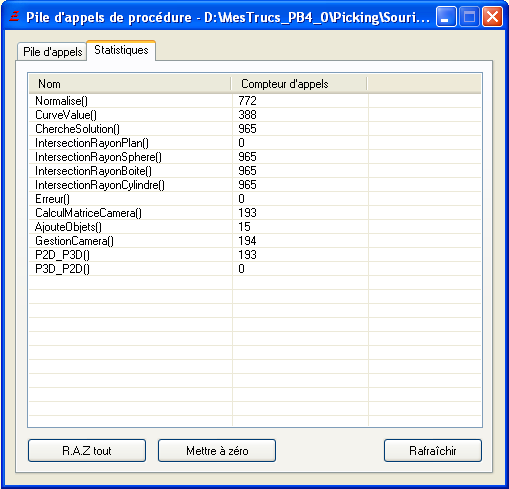 Pile d'appels de procédure - D:\MesTrucs_PB4_0\Picking\Souri...
Pile d'appels Statistiques
Nom Compteur d'appels
Normalise() 772
CurveValue() 388
ChercheSolution() 965
IntersectionRayonPlan() 0
IntersectionRayonSphere() 965
IntersectionRayonBoite() 965
IntersectionRayonCylindre() 965
Erreur() 0
CalculMatriceCamera() 193
AjouteObjets() 15
GestionCamera() 194
P2D_P3D() 193
P3D_P2D() 0
R.A.Z tout Mettre à zéro Rafraîchir